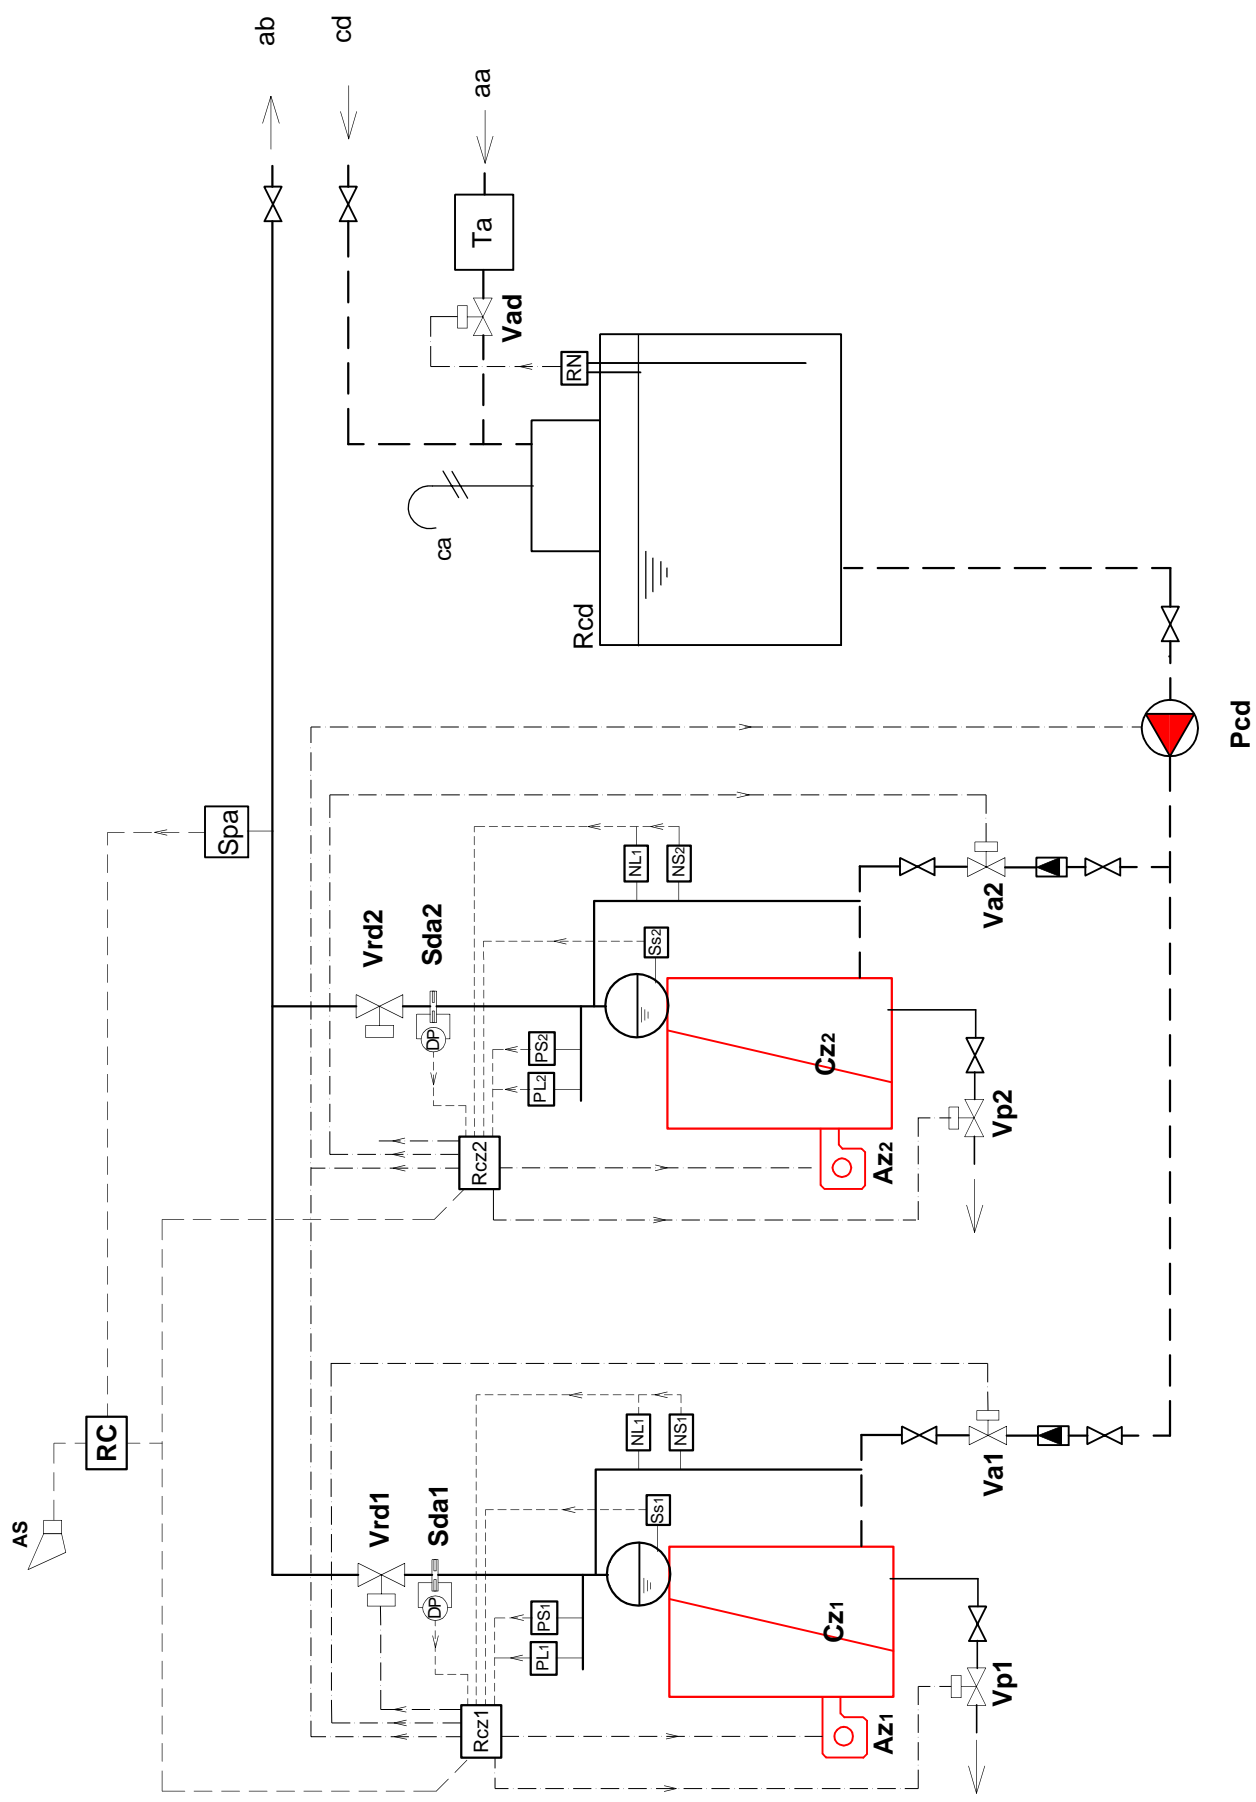 AS
RC
Spa
ab
cd
aa
Ta
Vad
RN
ca
Rcd
Pcd
Vrd1
Sda1
DP
PL1
PS1
Rcz1
Ss1
NL1
NS1
Cz1
Az1
Vp1
Va1
Vrd2
Sda2
DP
PL2
PS2
Rcz2
Ss2
NL1
NS2
Cz2
Az2
Vp2
Va2